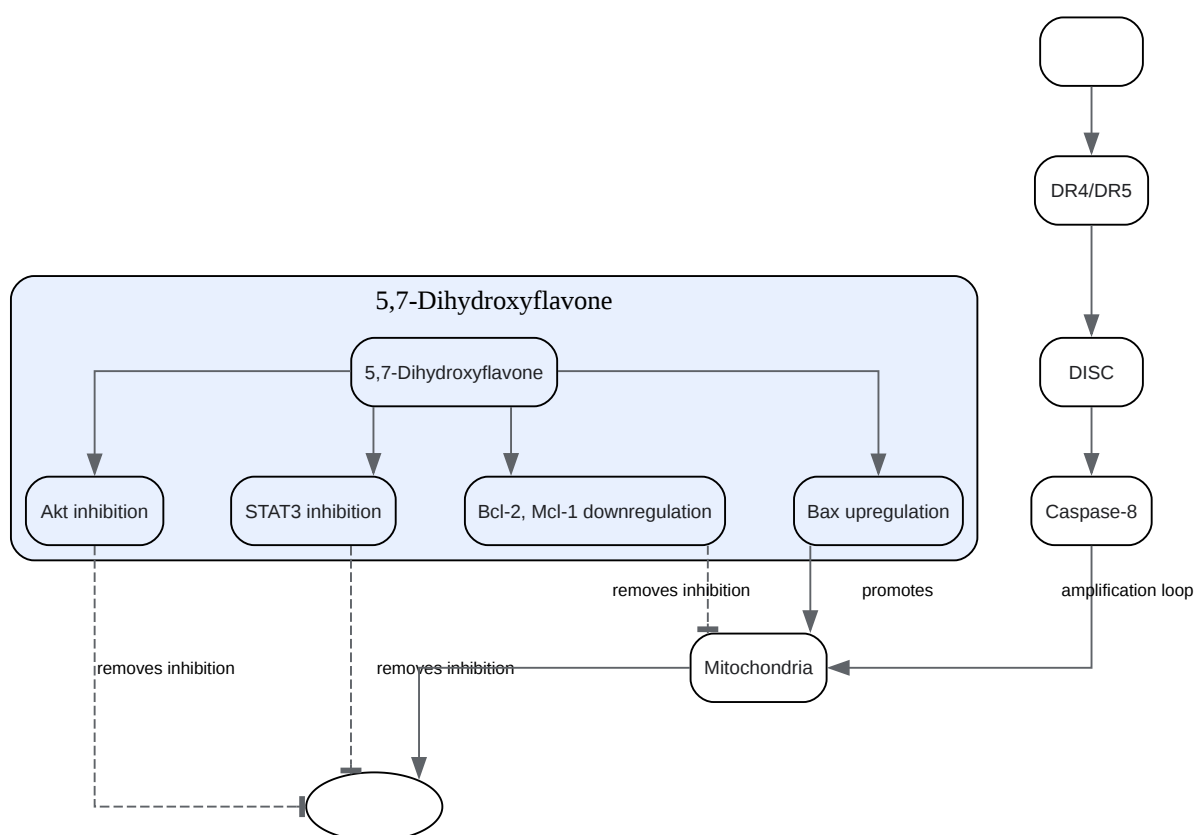 DR4/DR5
5,7-Dihydroxyflavone
5,7-Dihydroxyflavone
DISC
Akt inhibition
STAT3 inhibition
Bcl-2, Mcl-1 downregulation
Bax upregulation
Caspase-8
removes inhibition
promotes
amplification loop
removes inhibition
removes inhibition
Mitochondria